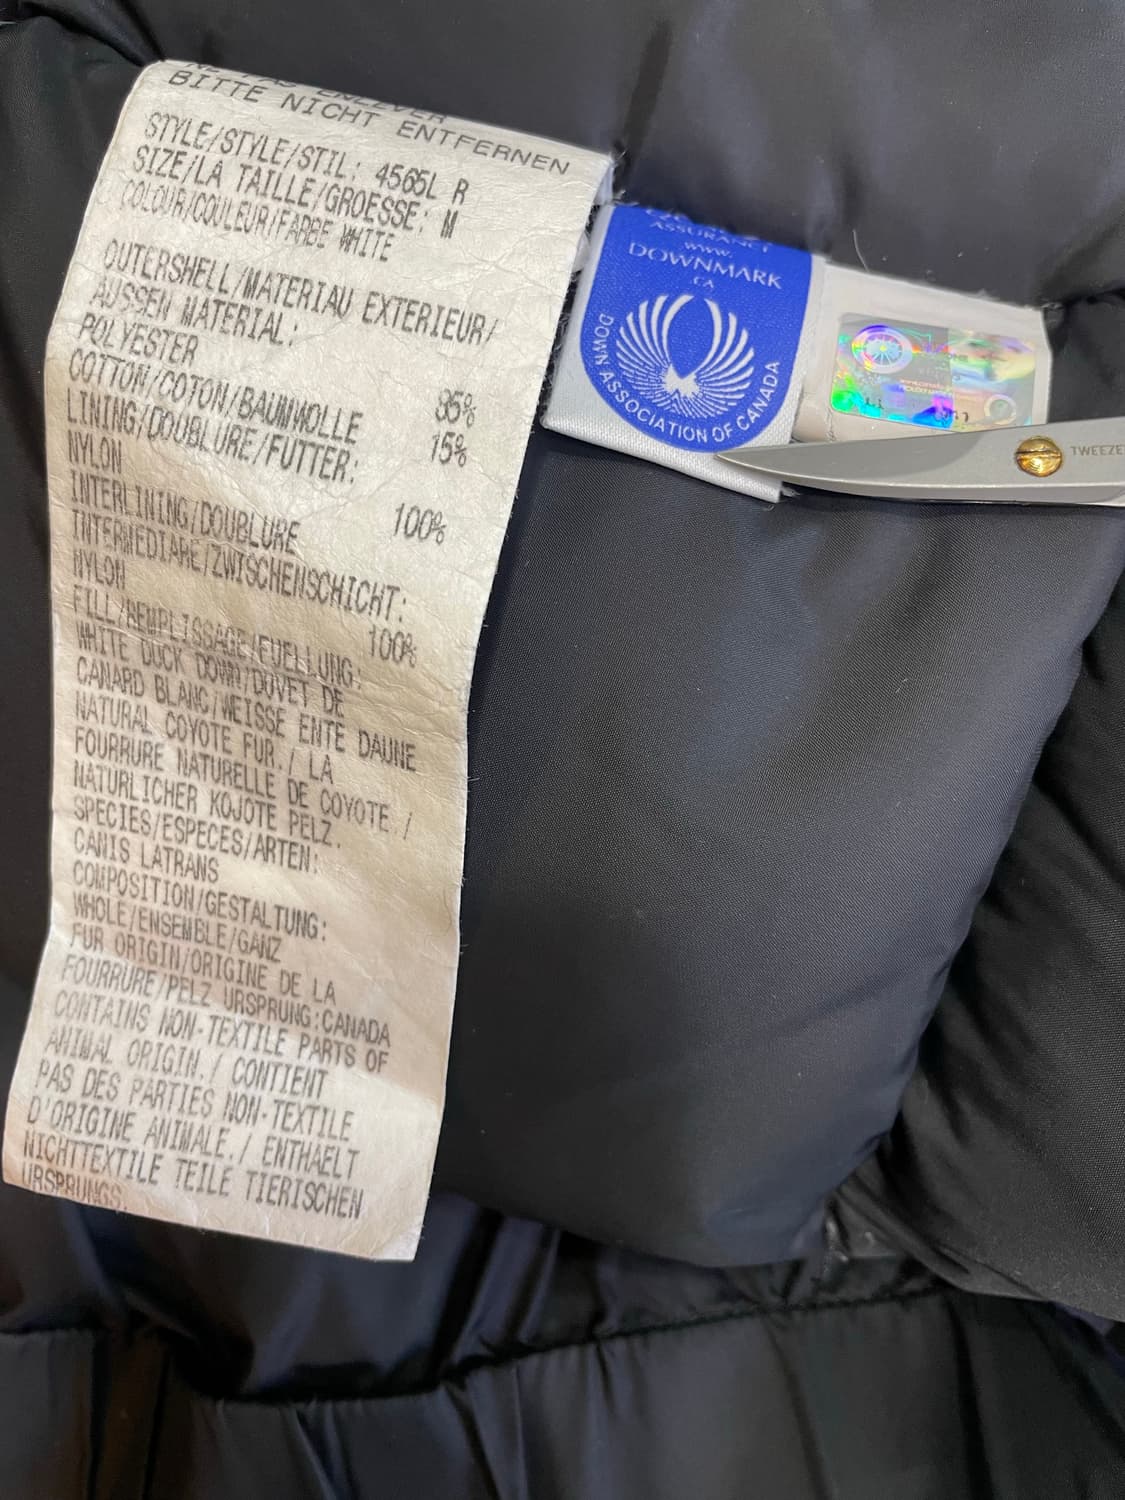 BITTE NICHT ENTFERNEN
STYLE/STYLE/STIL: 4565L R
SIZE/LA TAILLE/GROESSE: M
COLOUR/COULEUR/FARBE WHITE
OUTERSHELL/MATERIAU EXTERIEUR/
AUSSEN MATERIAL:
POLYESTER 85%
COTTON/COTON/BAUMWOLLE 15%
LINING/DOUBLURE/FUTTER:
NYLON 100%
INTERLINING/DOUBLURE
INTERMEDIARE/ZWISCHENSCHICHT:
NYLON 100%
FILL/REMPLISSAGE/FUELLUNG:
WHITE DUCK DOWN/DUVET DE
CANARD BLANC/WEISSE ENTE DAUNE
NATURAL COYOTE FUR./ LA
FOURRURE NATURELLE DE COYOTE./
NATURLICHER KOJOTE PELZ.
SPECIES/ESPECES/ARTEN:
CANIS LATRANS
COMPOSITION/GESTALTUNG:
WHOLE/ENSEMBLE/GANZ
FUR ORIGIN/ORIGINE DE LA
FOURRURE/PELZ URSPRUNG:CANADA
CONTAINS NON-TEXTILE PARTS OF
ANIMAL ORIGIN./ CONTIENT
PAS DES PARTIES NON-TEXTILE
D'ORIGINE ANIMALE./ ENTHAELT
NICHTTEXTILE TEILE TIERISCHEN
URSPRUNGS.
ASSURANCE
www.
DOWNMARK
CA
DOWN ASSOCIATION OF CANADA